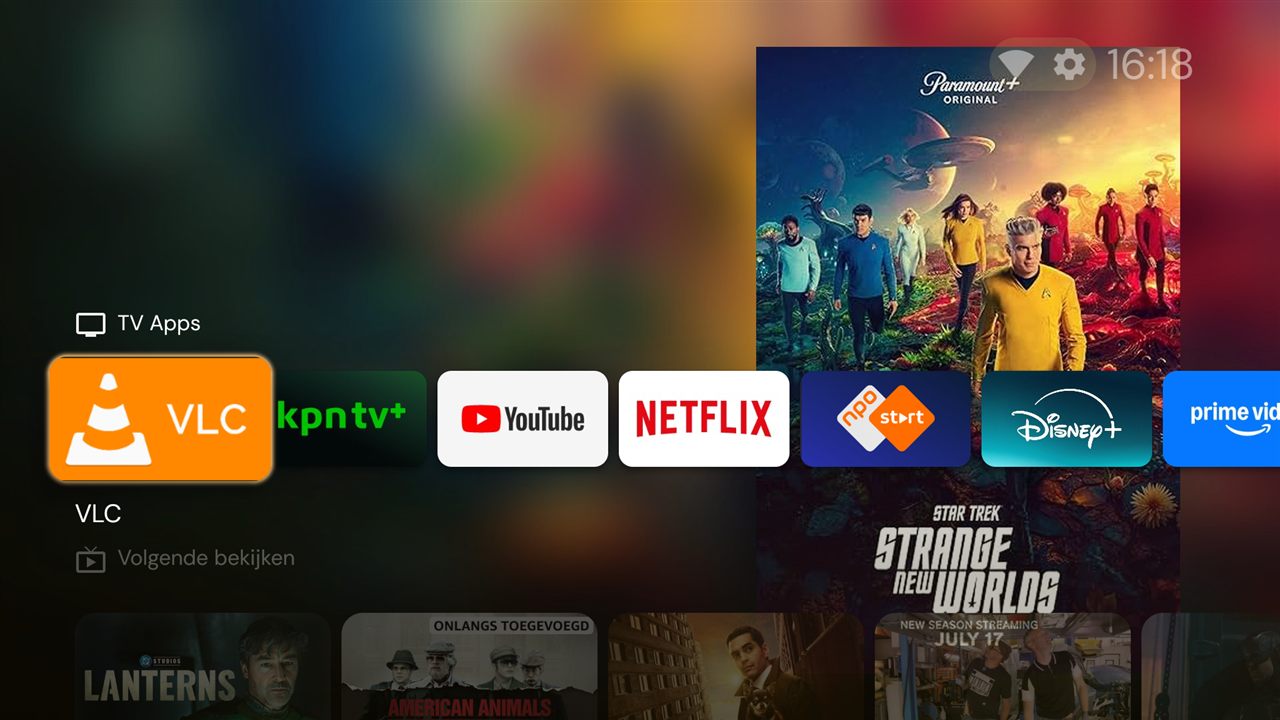 Paramount+
ORIGINAL
16:18
TV Apps
VLC
kpn tv+
YouTube
NETFLIX
npo
start
Disney+
prime vid
VLC
STAR TREK
STRANGE
NEW WORLDS
Volgende bekijken
NEW SEASON STREAMING
JULY 17
ONLANGS TOEGEVOEGD
STUDIOS
LANTERNS
AMERICAN ANIMALS